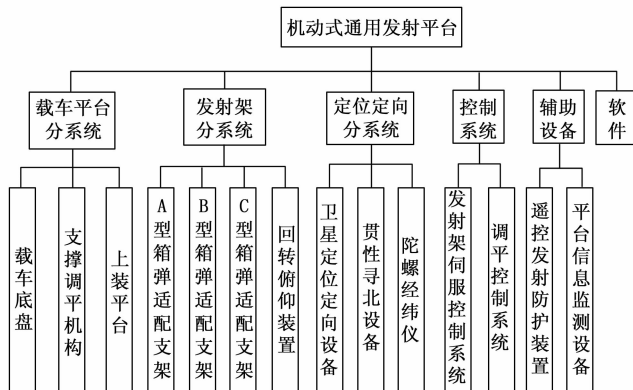 机动式通用发射平台
载车平台
分系统
发射架
分系统
定位定向
分系统
控制
系统
辅助
设备
软件
载车底盘
支撑调平机构
上装平台
A型箱弹适配支架
B型箱弹适配支架
C型箱弹适配支架
回转俯仰装置
卫星定位定向设备
贯性寻北设备
陀螺经纬仪
发射架伺服控制系统
调平控制系统
遥控发射防护装置
平台信息监测设备